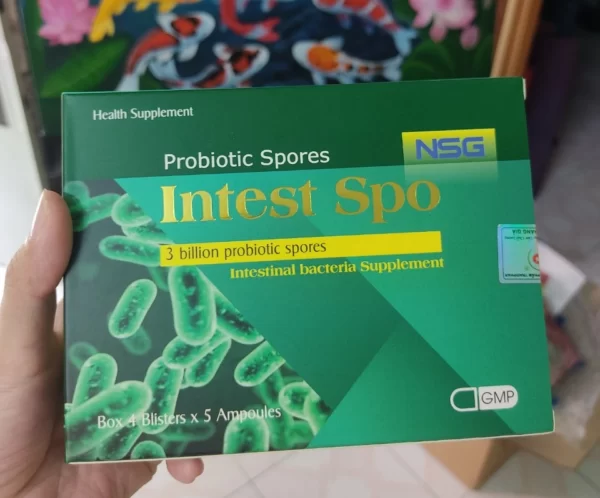 Health Supplement
NSG
Probiotic Spores
Intest Spo
3 billion probiotic spores
Intestinal bacteria Supplement
GMP
Box 4 Blisters x 5 Ampoules